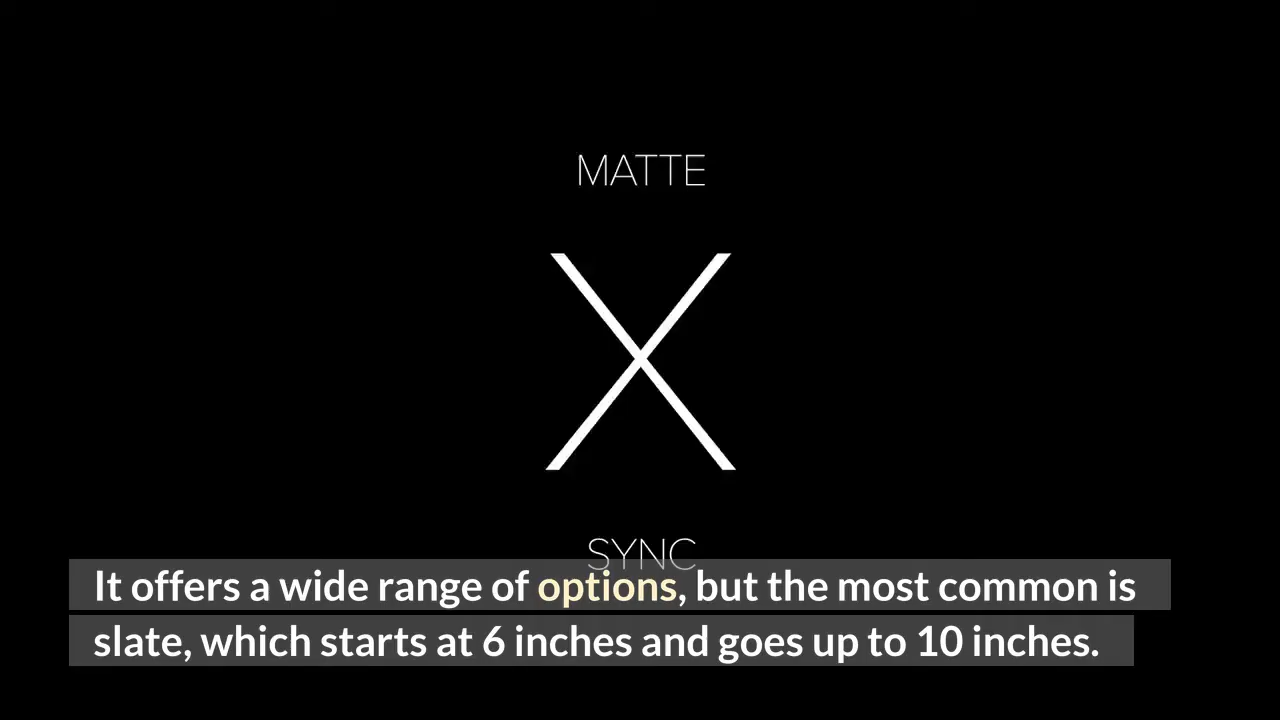 MATTE
X
SYNC
It offers a wide range of options, but the most common is
slate, which starts at 6 inches and goes up to 10 inches.